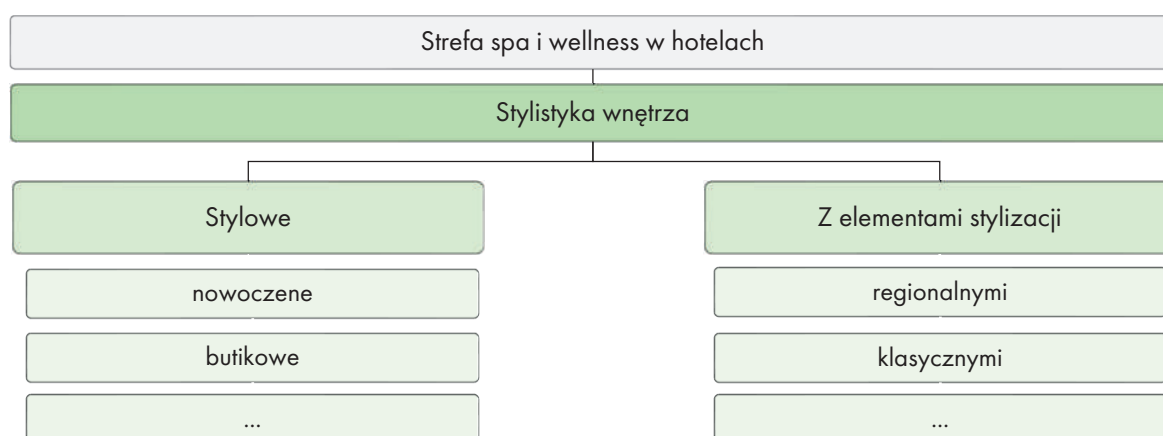 Strefa spa i wellness w hotelach
Stylistyka wnętrza
Stylowe
Z elementami stylizacji
nowoczene
regionalnymi
butikowe
klasycznymi
...
...